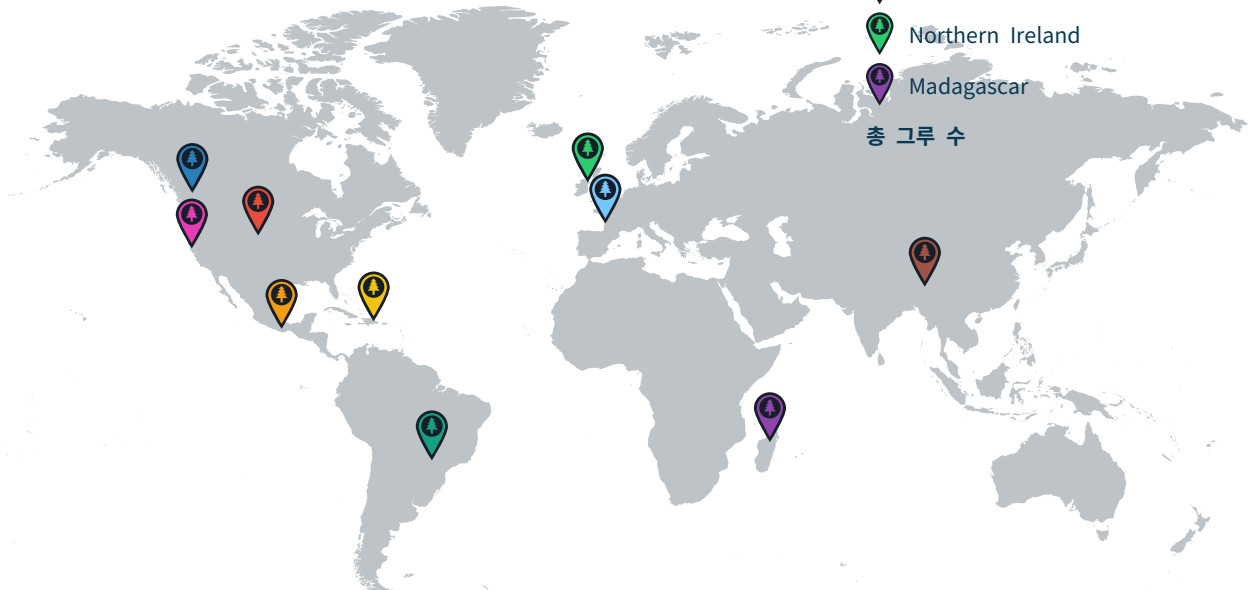 Northern Ireland
Madagascar
총 그루 수